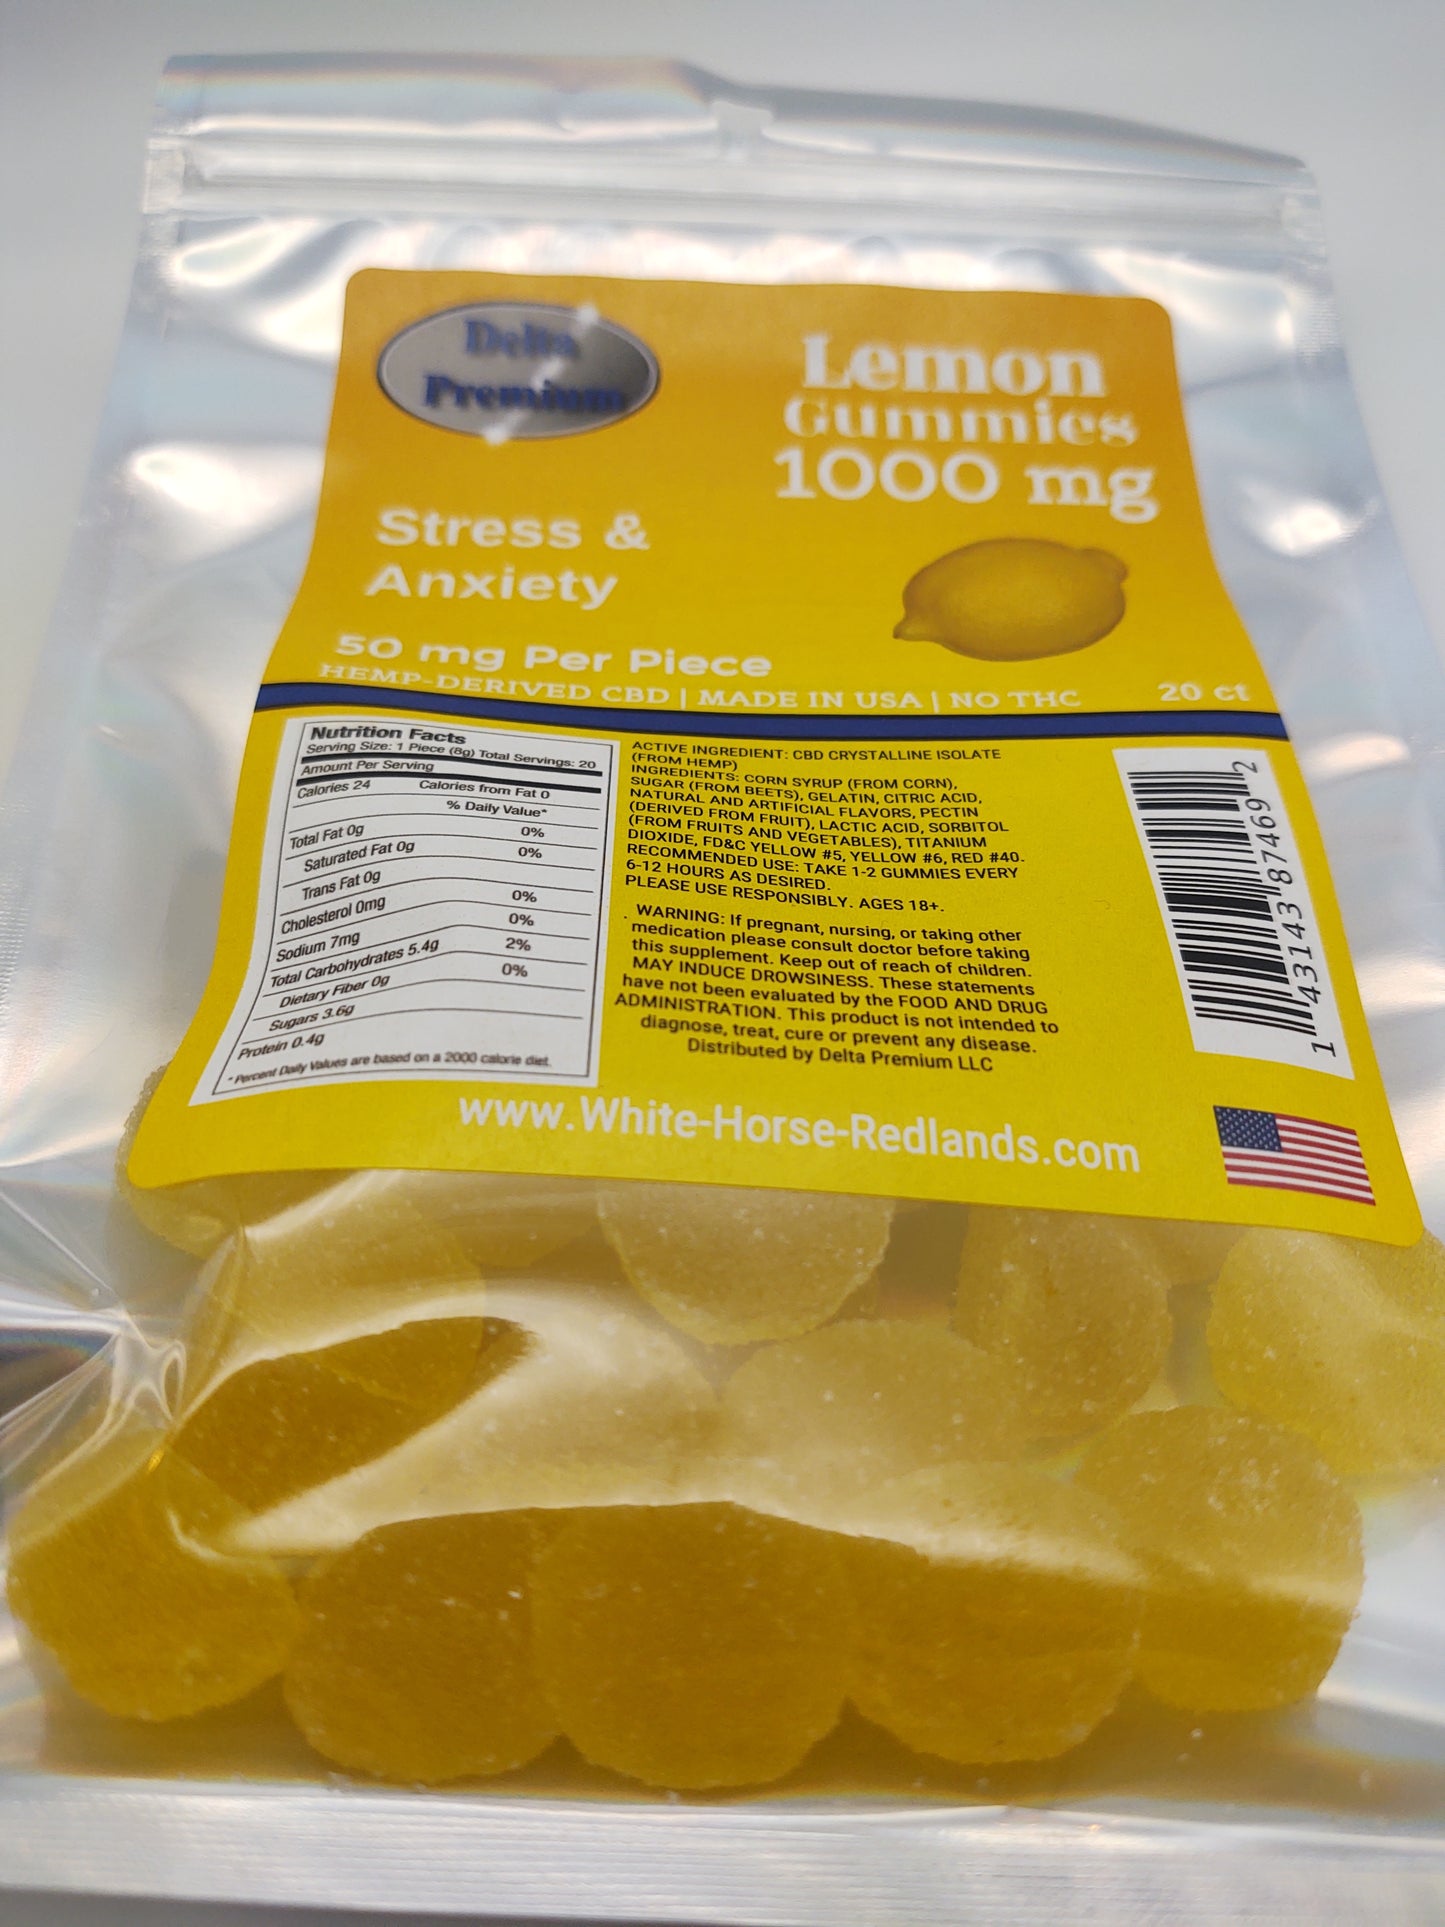 Delta
Premium
Lemon
Gummies
1000 mg
Stress &
Anxiety
50 mg Per Piece
HEMP-DERIVED CBD | MADE IN USA | NO THC
20 ct
Nutrition Facts
Serving Size: 1 Piece (8g) Total Servings: 20
Amount Per Serving
Calories 24 Calories from Fat 0
% Daily Value*
Total Fat 0g 0%
Saturated Fat 0g 0%
Trans Fat 0g
Cholesterol 0mg 0%
Sodium 7mg 0%
Total Carbohydrates 5.4g 2%
Dietary Fiber 0g 0%
Sugars 3.6g
Protein 0.4g
* Percent Daily Values are based on a 2000 calorie diet.
ACTIVE INGREDIENT: CBD CRYSTALLINE ISOLATE
(FROM HEMP)
INGREDIENTS: CORN SYRUP (FROM CORN),
SUGAR (FROM BEETS), GELATIN, CITRIC ACID,
NATURAL AND ARTIFICIAL FLAVORS, PECTIN
(DERIVED FROM FRUIT), LACTIC ACID, SORBITOL
(FROM FRUITS AND VEGETABLES), TITANIUM
DIOXIDE, FD&C YELLOW #5, YELLOW #6, RED #40.
RECOMMENDED USE: TAKE 1-2 GUMMIES EVERY
6-12 HOURS AS DESIRED.
PLEASE USE RESPONSIBLY. AGES 18+.
. WARNING: If pregnant, nursing, or taking other
medication please consult doctor before taking
this supplement. Keep out of reach of children.
MAY INDUCE DROWSINESS. These statements
have not been evaluated by the FOOD AND DRUG
ADMINISTRATION. This product is not intended to
diagnose, treat, cure or prevent any disease.
Distributed by Delta Premium LLC
1 43143 87469 2
www.White-Horse-Redlands.com